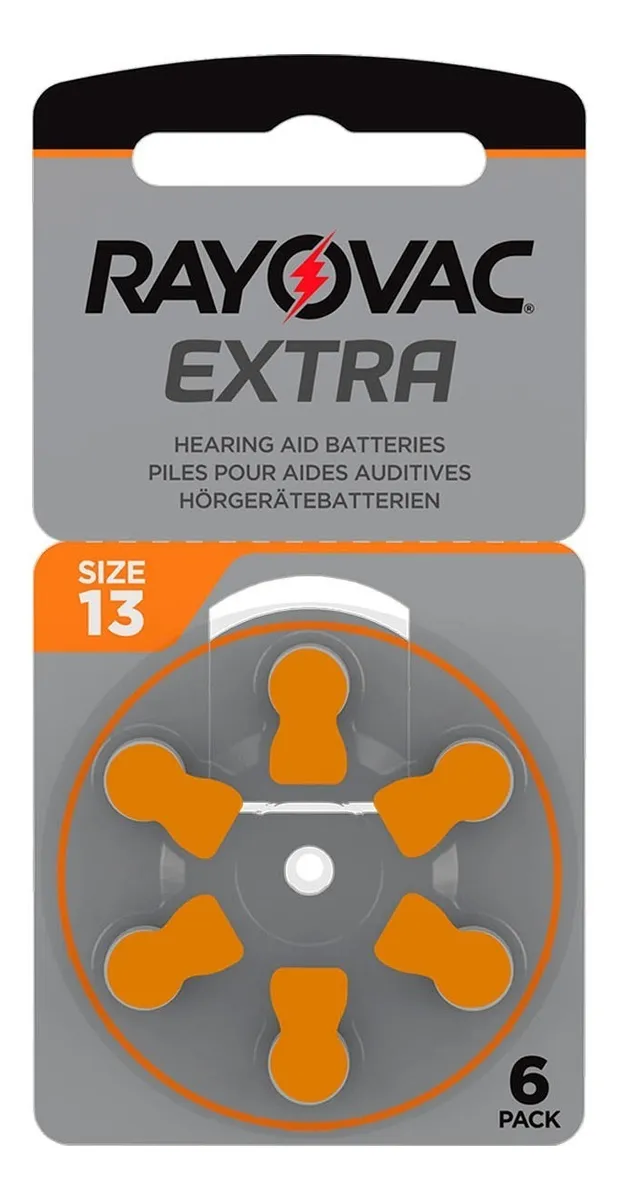 RAYOVAC®
EXTRA
HEARING AID BATTERIES
PILES POUR AIDES AUDITIVES
HÖRGERÄTEBATTERIEN
SIZE
13
6
PACK